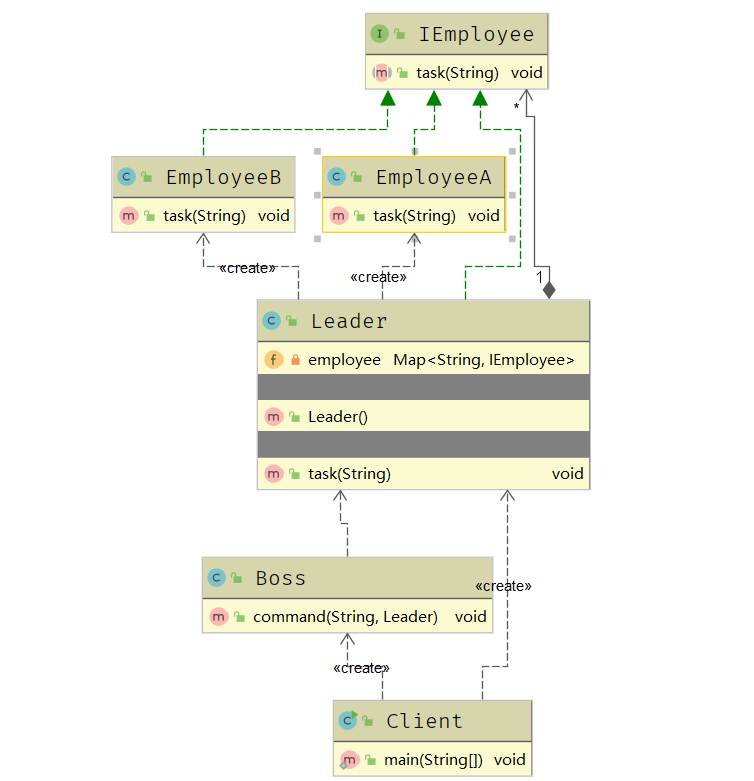 I IEmployee
m task(String) void
*
C EmployeeB
m task(String) void
C EmployeeA
m task(String) void
«create»
«create»
1
C Leader
f employee Map<String, IEmployee>
m Leader()
m task(String) void
«create»
C Boss
m command(String, Leader) void
«create»
C Client
m main(String[]) void